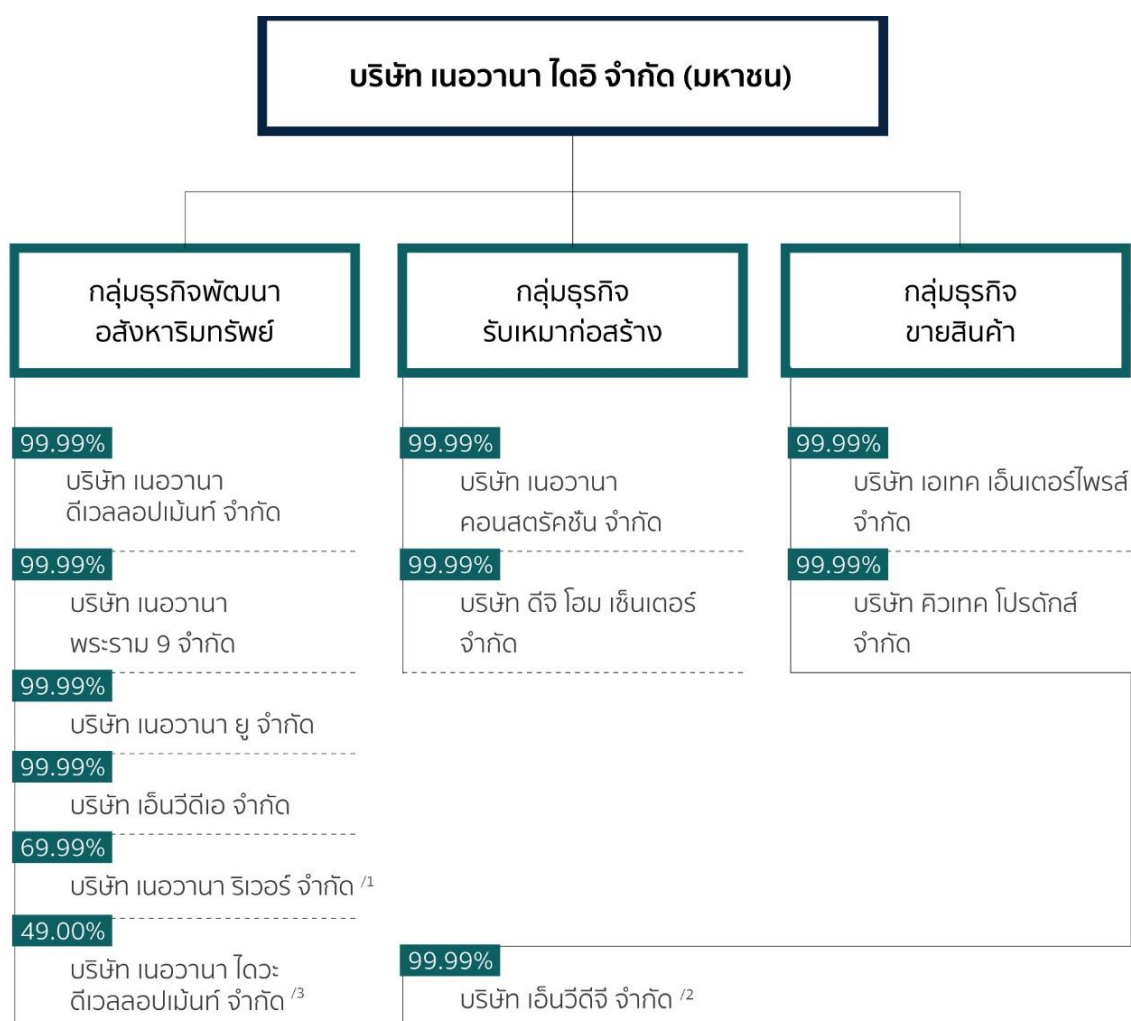 บริษัท เนอวานา ไดอิ จำกัด (มหาชน)
กลุ่มธุรกิจพัฒนา
อสังหาริมทรัพย์
99.99%
บริษัท เนอวานา
ดีเวลลอปเม้นท์ จำกัด
99.99%
บริษัท เนอวานา
พระราม 9 จำกัด
99.99%
บริษัท เนอวานา ยู จำกัด
99.99%
บริษัท เอ็นวีดีเอ จำกัด
69.99%
บริษัท เนอวานา ริเวอร์ จำกัด /1
49.00%
บริษัท เนอวานา ไดวะ
ดีเวลลอปเม้นท์ จำกัด /3
กลุ่มธุรกิจ
รับเหมาก่อสร้าง
99.99%
บริษัท เนอวานา
คอนสตรัคชั่น จำกัด
99.99%
บริษัท ดีจิ โฮม เซ็นเตอร์
จำกัด
กลุ่มธุรกิจ
ขายสินค้า
99.99%
บริษัท เอเทค เอ็นเตอร์ไพรส์
จำกัด
99.99%
บริษัท คิวเทค โปรดักส์
จำกัด
99.99%
บริษัท เอ็นวีดีจี จำกัด /2